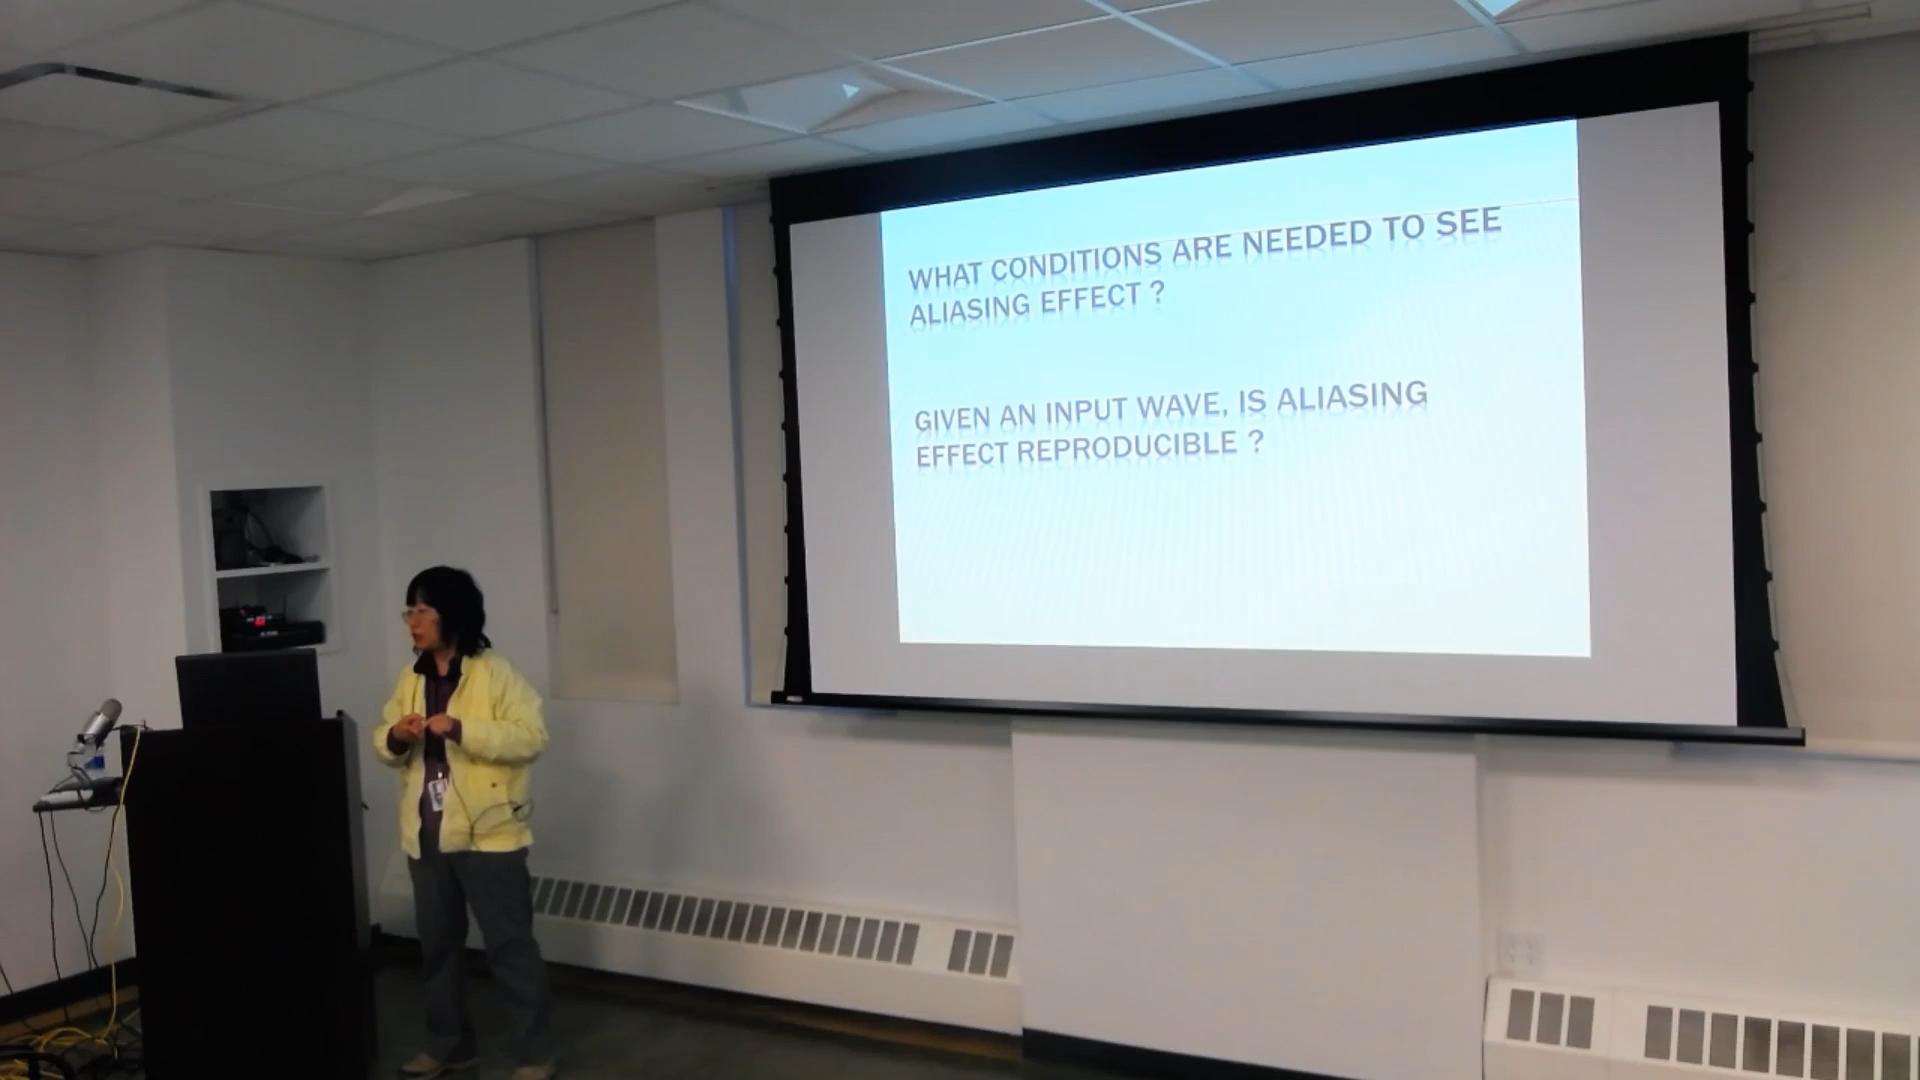 WHAT CONDITIONS ARE NEEDED TO SEE
ALIASING EFFECT ?
GIVEN AN INPUT WAVE, IS ALIASING
EFFECT REPRODUCIBLE ?